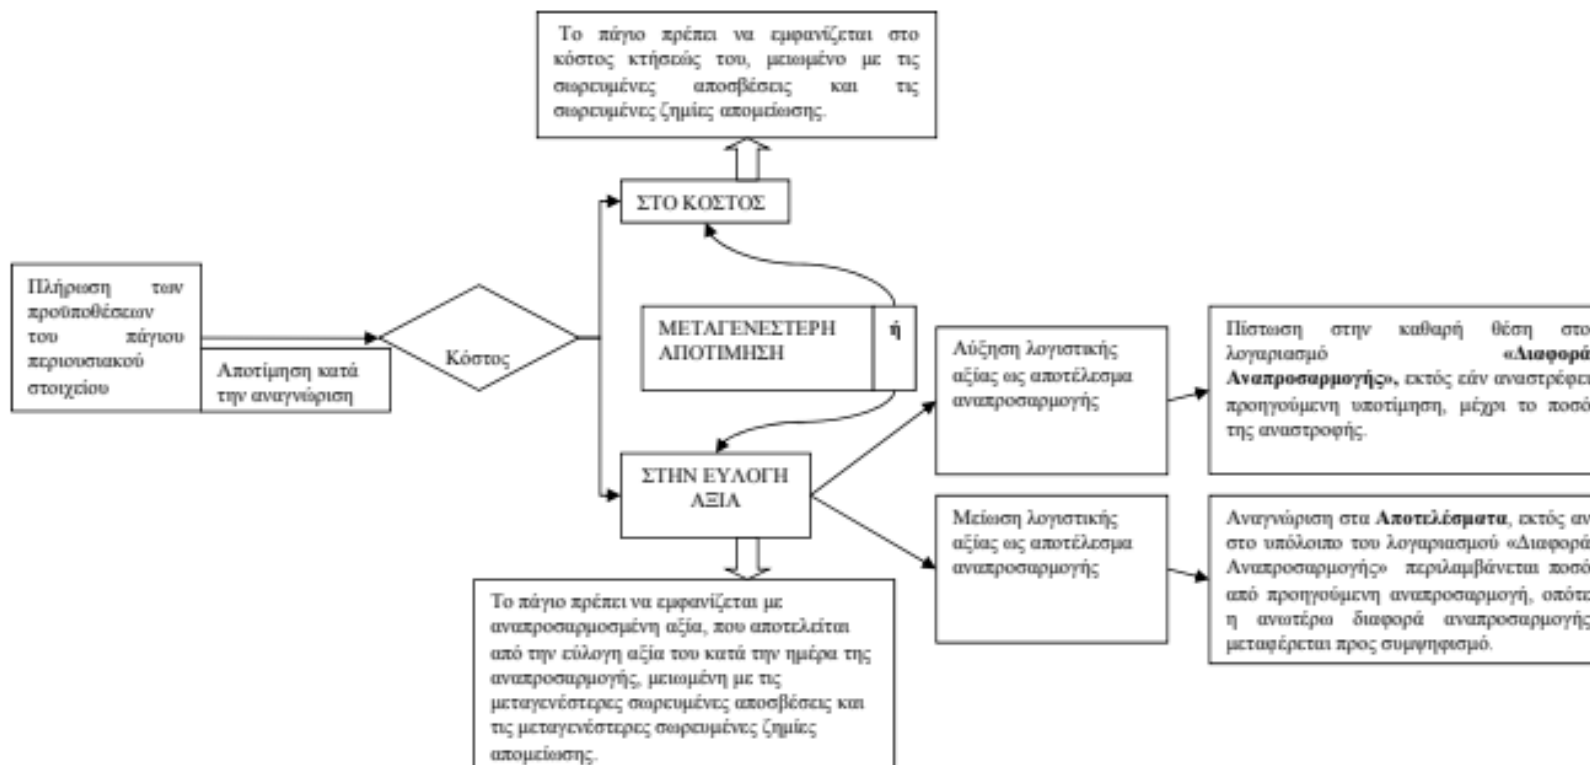 Το πάγιο πρέπει να εμφανίζεται στο
κόστος κτήσεώς του, μειωμένο με τις
σωρευμένες αποσβέσεις και τις
σωρευμένες ζημίες απομείωσης.
ΣΤΟ ΚΟΣΤΟΣ
Πλήρωση των
προϋποθέσεων
του πάγιου
περιουσιακού
στοιχείου
Αποτίμηση κατά
την αναγνώριση
Κόστος
ΜΕΤΑΓΕΝΕΣΤΕΡΗ
ΑΠΟΤΙΜΗΣΗ
ή
ΣΤΗΝ ΕΥΛΟΓΗ
ΑΞΙΑ
Αύξηση λογιστικής
αξίας ως αποτέλεσμα
αναπροσαρμογής
Πίστωση στην καθαρή θέση στο
λογαριασμό «Διαφορά
Αναπροσαρμογής», εκτός εάν αναστρέφει
προηγούμενη υποτίμηση, μέχρι το ποσό
της αναστροφής.
Μείωση λογιστικής
αξίας ως αποτέλεσμα
αναπροσαρμογής
Αναγνώριση στα Αποτελέσματα, εκτός αν
στο υπόλοιπο του λογαριασμού «Διαφορά
Αναπροσαρμογής» περιλαμβάνεται ποσό
από προηγούμενη αναπροσαρμογή, οπότε
η ανωτέρω διαφορά αναπροσαρμογής
μεταφέρεται προς συμψηφισμό.
Το πάγιο πρέπει να εμφανίζεται με
αναπροσαρμοσμένη αξία, που αποτελείται
από την εύλογη αξία του κατά την ημέρα της
αναπροσαρμογής, μειωμένη με τις
μεταγενέστερες σωρευμένες αποσβέσεις και
τις μεταγενέστερες σωρευμένες ζημίες
απομείωσης.